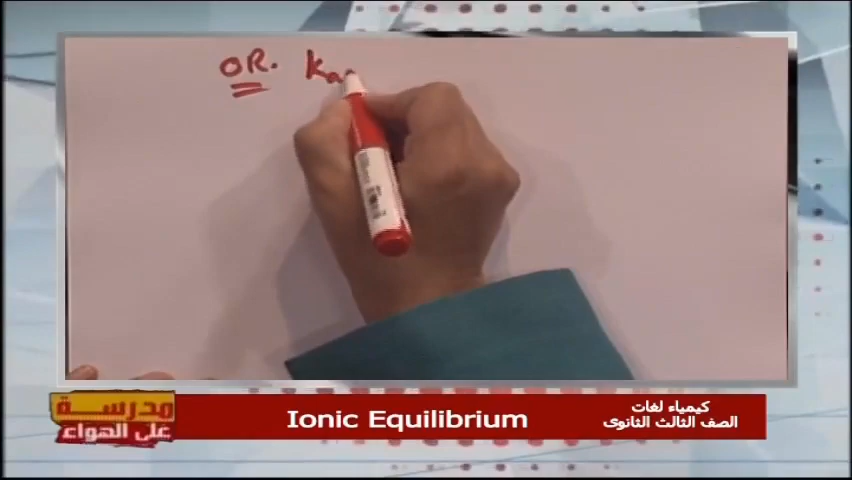 OR. Ka
مدرسة
على الهواء
Ionic Equilibrium
كيمياء لغات
الصف الثالث الثانوى